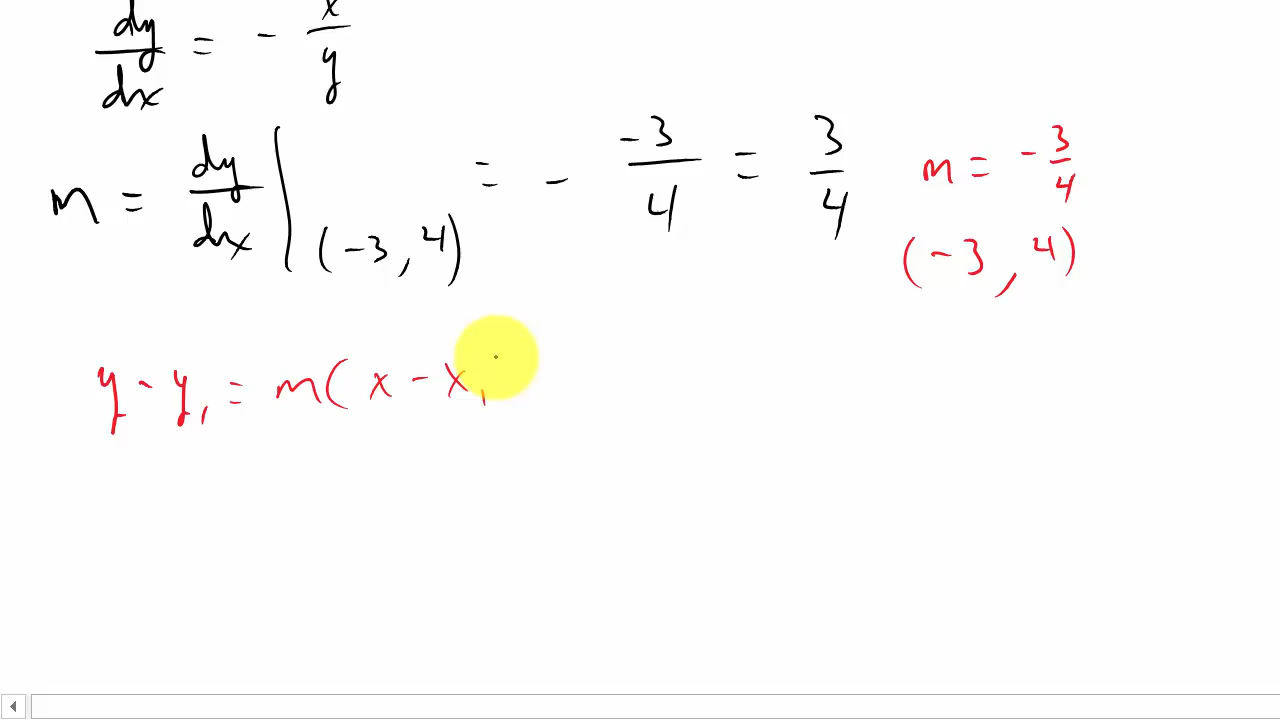 dy/dx = - x/y
m = dy/dx |(-3, 4) = - -3/4 = 3/4
m = -3/4
(-3, 4)
y - y₁ = m(x - x₁